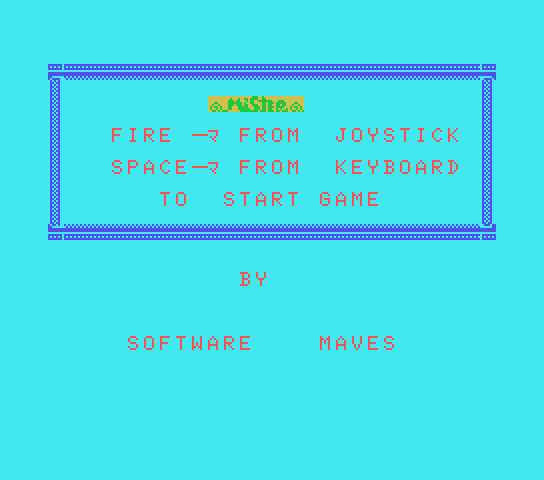 FIRE → FROM JOYSTICK
SPACE→ FROM KEYBOARD
TO START GAME
BY
SOFTWARE MAVES